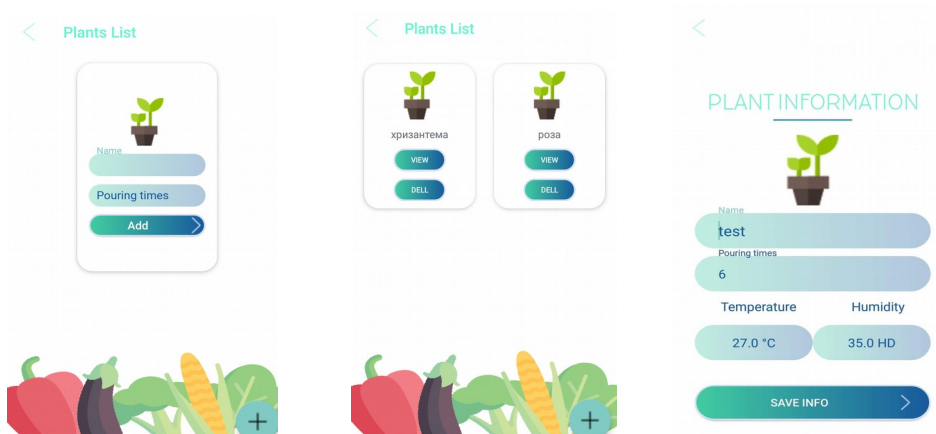 Plants List
Name
Pouring times
Add
Plants List
хризантема
VIEW
DELL
роза
VIEW
DELL
PLANT INFORMATION
Name
test
Pouring times
6
Temperature
Humidity
27.0 °C
35.0 HD
SAVE INFO